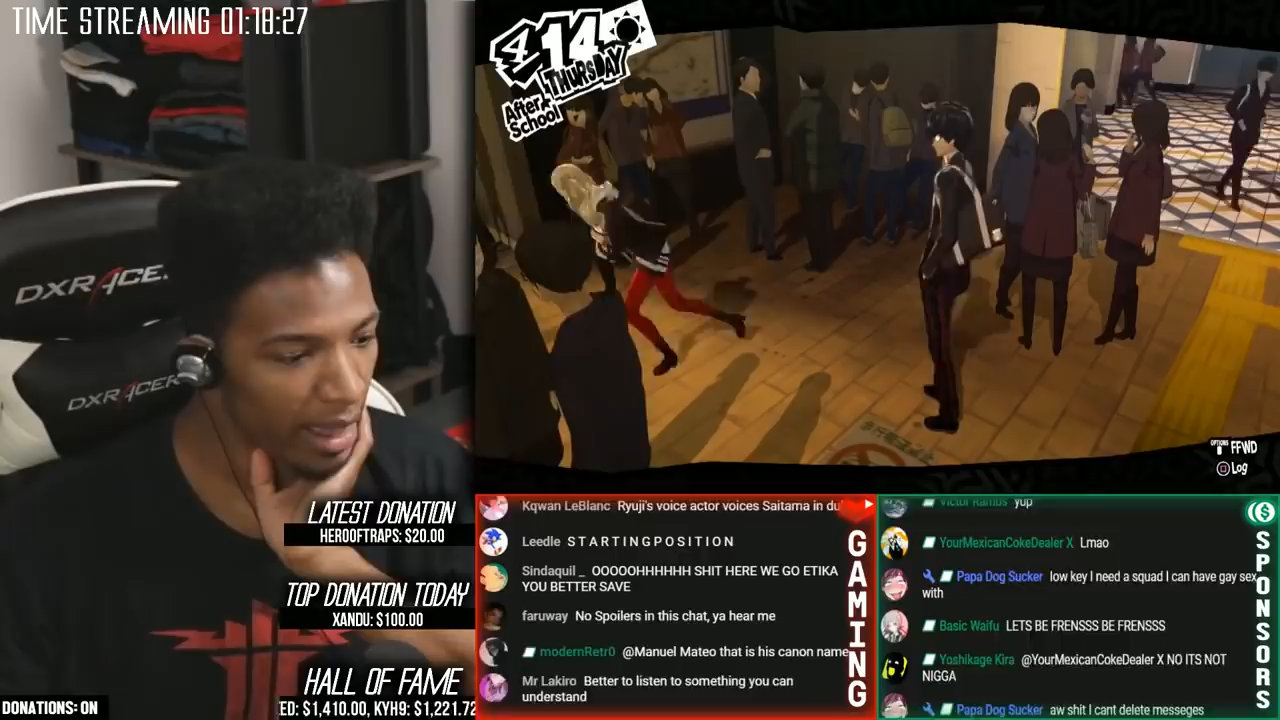 TIME STREAMING 01:18:27
4 14
THURSDAY
After School
DXRACER
DXRACER
OPTIONS FFWD
Log
LATEST DONATION
HEROOFTRAPS: $20.00
TOP DONATION TODAY
XANDU: $100.00
HALL OF FAME
ED: $1,410.00, KYH9: $1,221.72
DONATIONS: ON
Kqwan LeBlanc Ryuji's voice actor voices Saitama in du
Leedle S T A R T I N G P O S I T I O N
Sindaquil _ OOOOOHHHHHH SHIT HERE WE GO ETIKA
YOU BETTER SAVE
faruway No Spoilers in this chat, ya hear me
modernRetr0 @Manuel Mateo that is his canon name
Mr Lakiro Better to listen to something you can
understand
GAMING
Victor Ramos yup
YourMexicanCokeDealer X Lmao
Papa Dog Sucker low key I need a squad I can have gay sex
with
Basic Waifu LETS BE FRENSSS BE FRENSSS
Yoshikage Kira @YourMexicanCokeDealer X NO ITS NOT
NIGGA
Papa Dog Sucker aw shit I cant delete messeges
SPONSORS